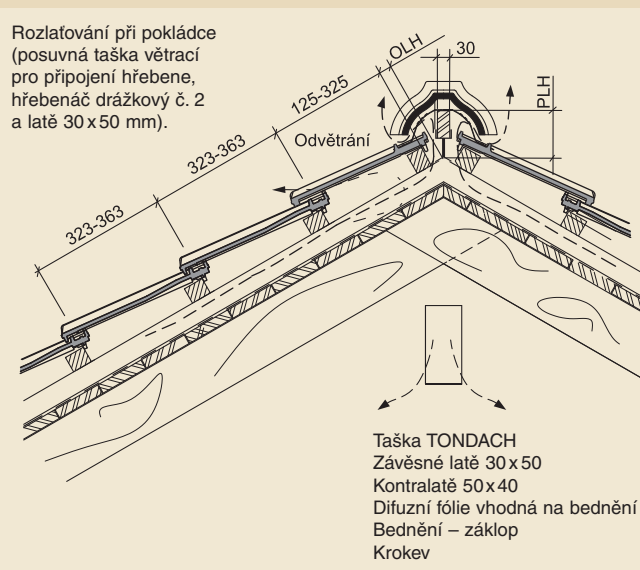 Rozlaťování při pokládce
(posuvná taška větrací
pro připojení hřebene,
hřebenáč drážkový č. 2
a latě 30 x 50 mm).
OLH
30
PLH
125-325
Odvětrání
323-363
323-363
Taška TONDACH
Závěsné latě 30 x 50
Kontralatě 50 x 40
Difuzní fólie vhodná na bednění
Bednění – záklop
Krokev